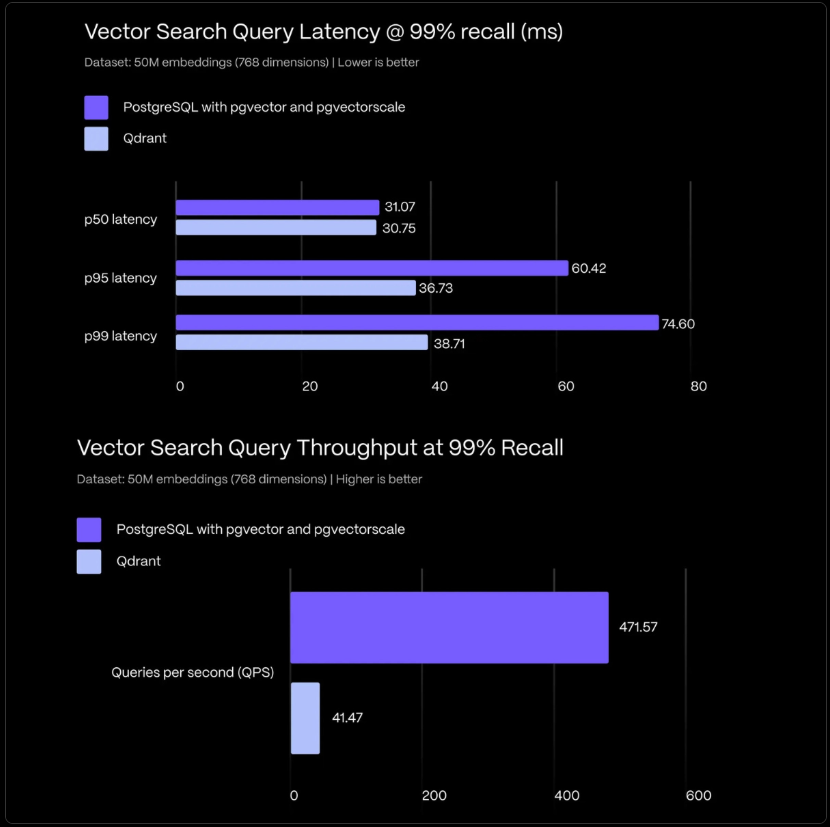 Vector Search Query Latency @ 99% recall (ms)
Dataset: 50M embeddings (768 dimensions) | Lower is better
PostgreSQL with pgvector and pgvectorscale
Qdrant
p50 latency
31.07
30.75
p95 latency
60.42
36.73
p99 latency
74.60
38.71
0 20 40 60 80
Vector Search Query Throughput at 99% Recall
Dataset: 50M embeddings (768 dimensions) | Higher is better
PostgreSQL with pgvector and pgvectorscale
Qdrant
471.57
Queries per second (QPS)
41.47
0 200 400 600